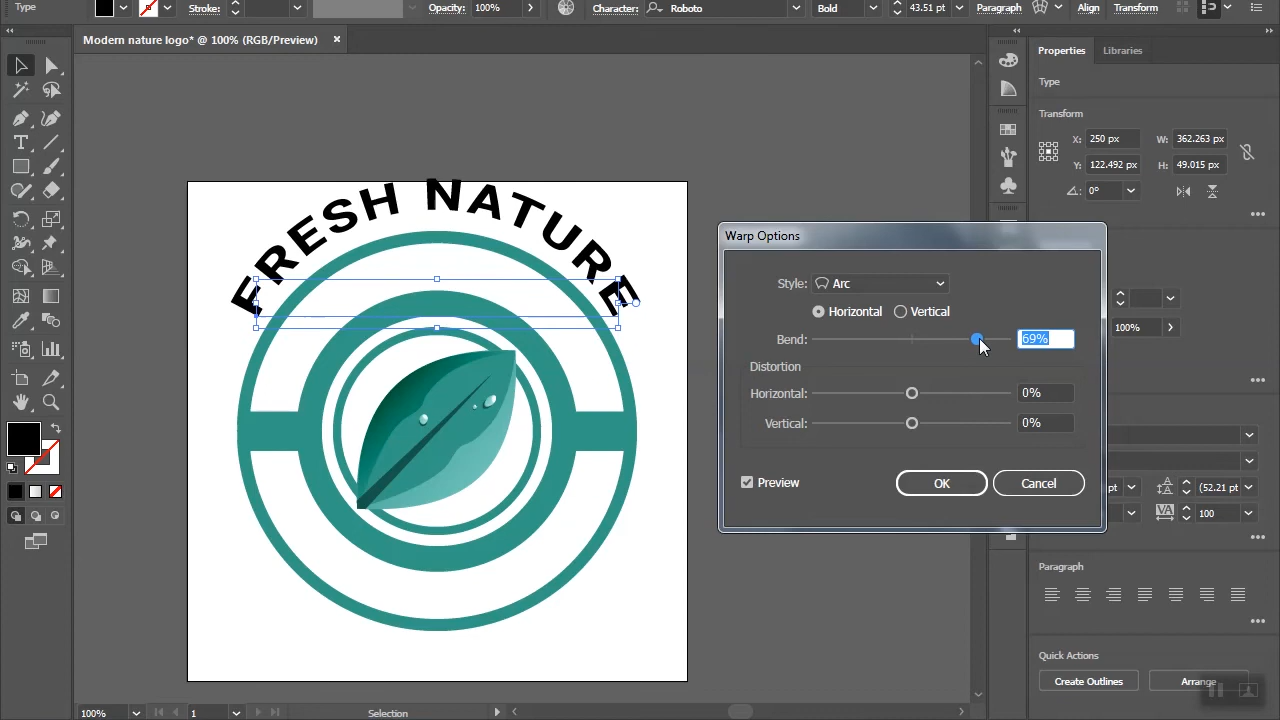 Type
Stroke:
Opacity:
100%
Character:
Roboto
Bold
43.51 pt
Paragraph
Align
Transform
Modern nature logo* @ 100% (RGB/Preview)
×
Properties
Libraries
Type
Transform
X:
250 px
W:
362.263 px
Y:
122.492 px
H:
49.015 px
0°
FRESH NATURE
Warp Options
Style:
Arc
Horizontal
Vertical
Bend:
69%
Distortion
Horizontal:
0%
Vertical:
0%
Preview
OK
Cancel
100%
pt
(52.21 pt
VA
100
Paragraph
Quick Actions
Create Outlines
Arrange
100%
1
Selection